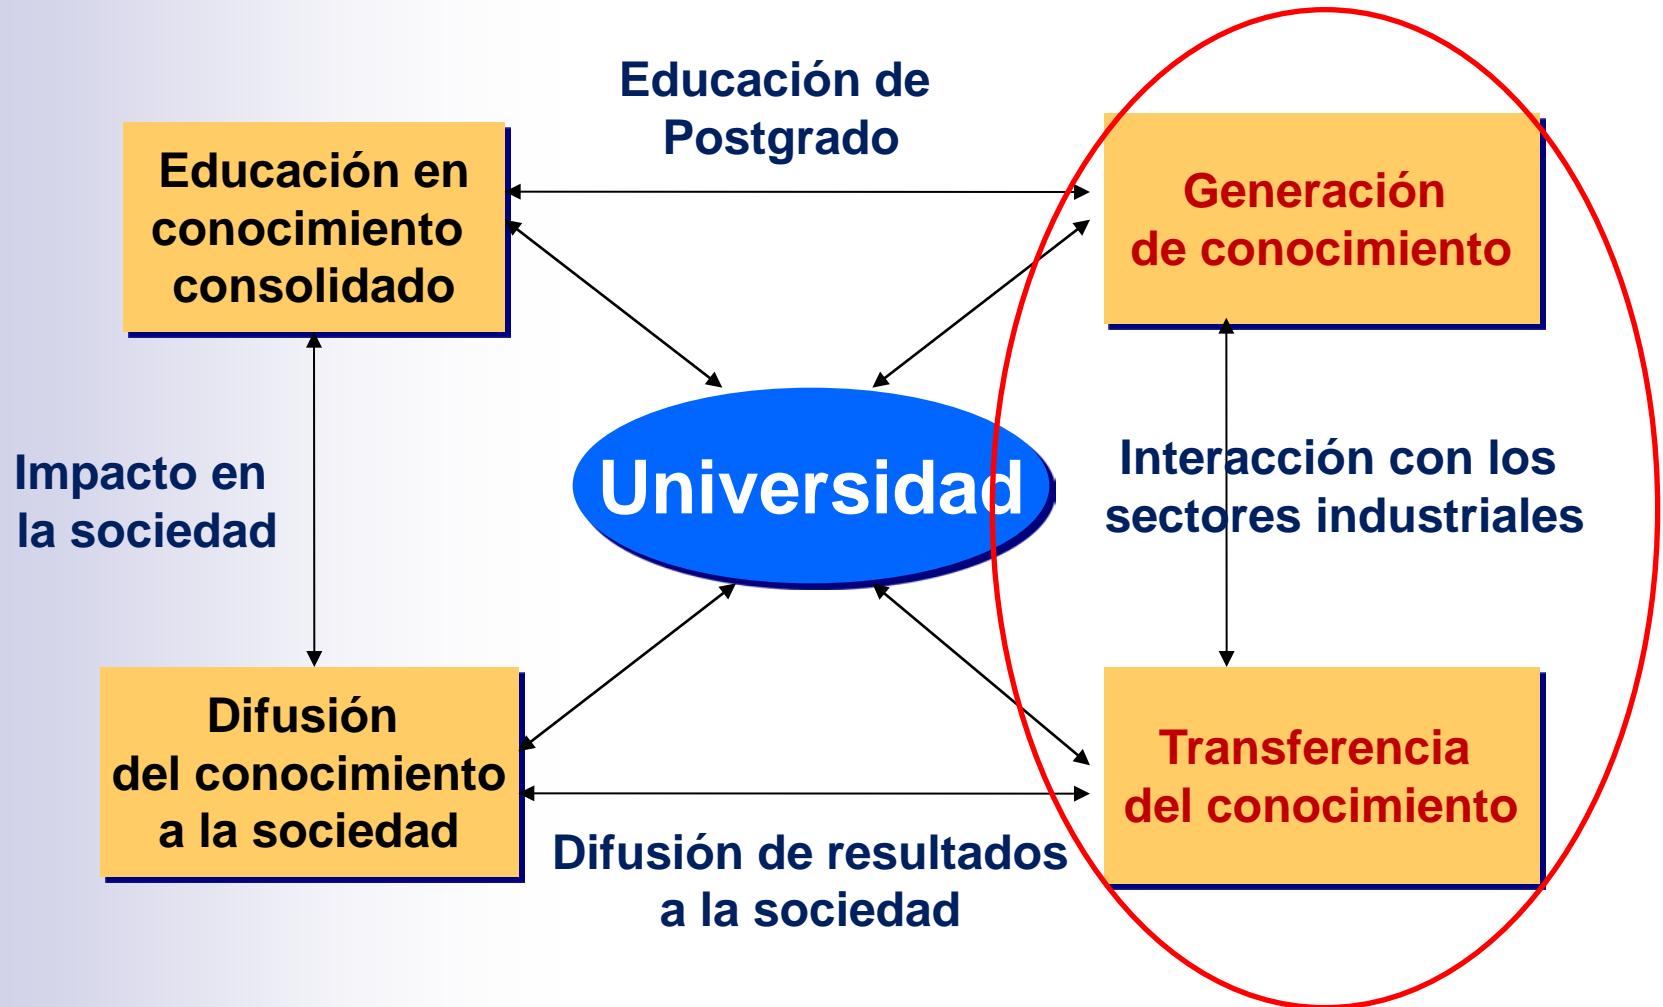 Educación de
Postgrado
Educación en
conocimiento
consolidado
Generación
de conocimiento
Impacto en
la sociedad
Universidad
Interacción con los
sectores industriales
Difusión
del conocimiento
a la sociedad
Transferencia
del conocimiento
Difusión de resultados
a la sociedad